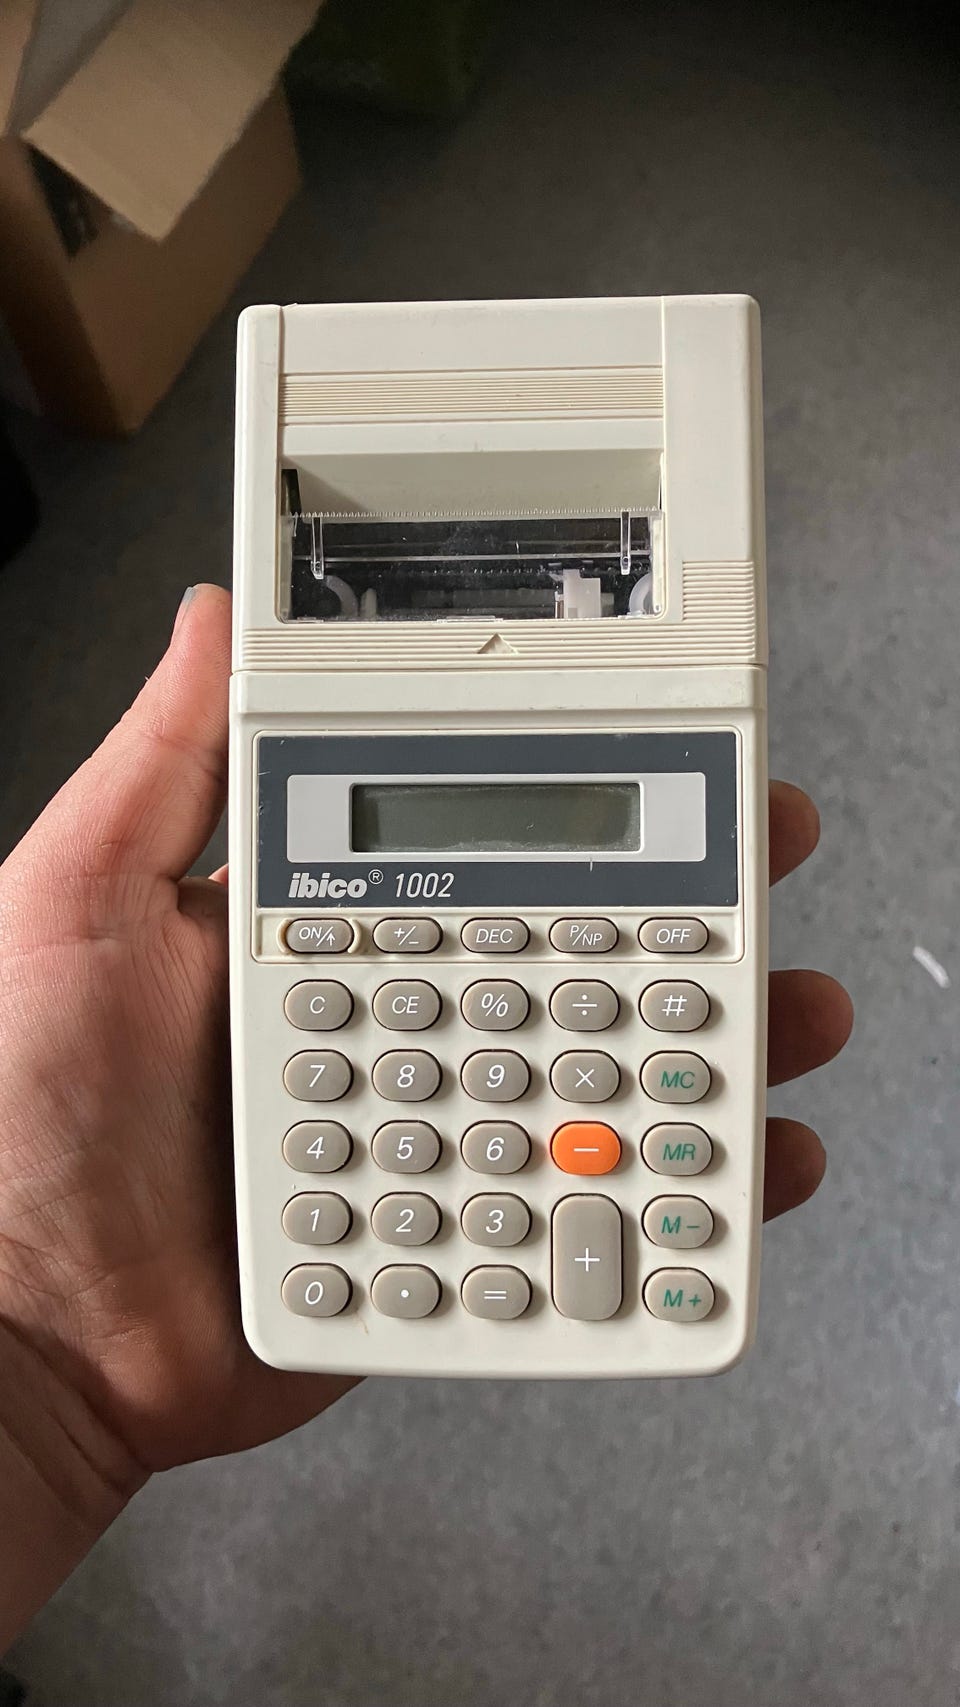 ibico® 1002
ON/↑ +/− DEC P/NP OFF
C CE % ÷ #
7 8 9 × MC
4 5 6 − MR
1 2 3 + M−
0 . = M+